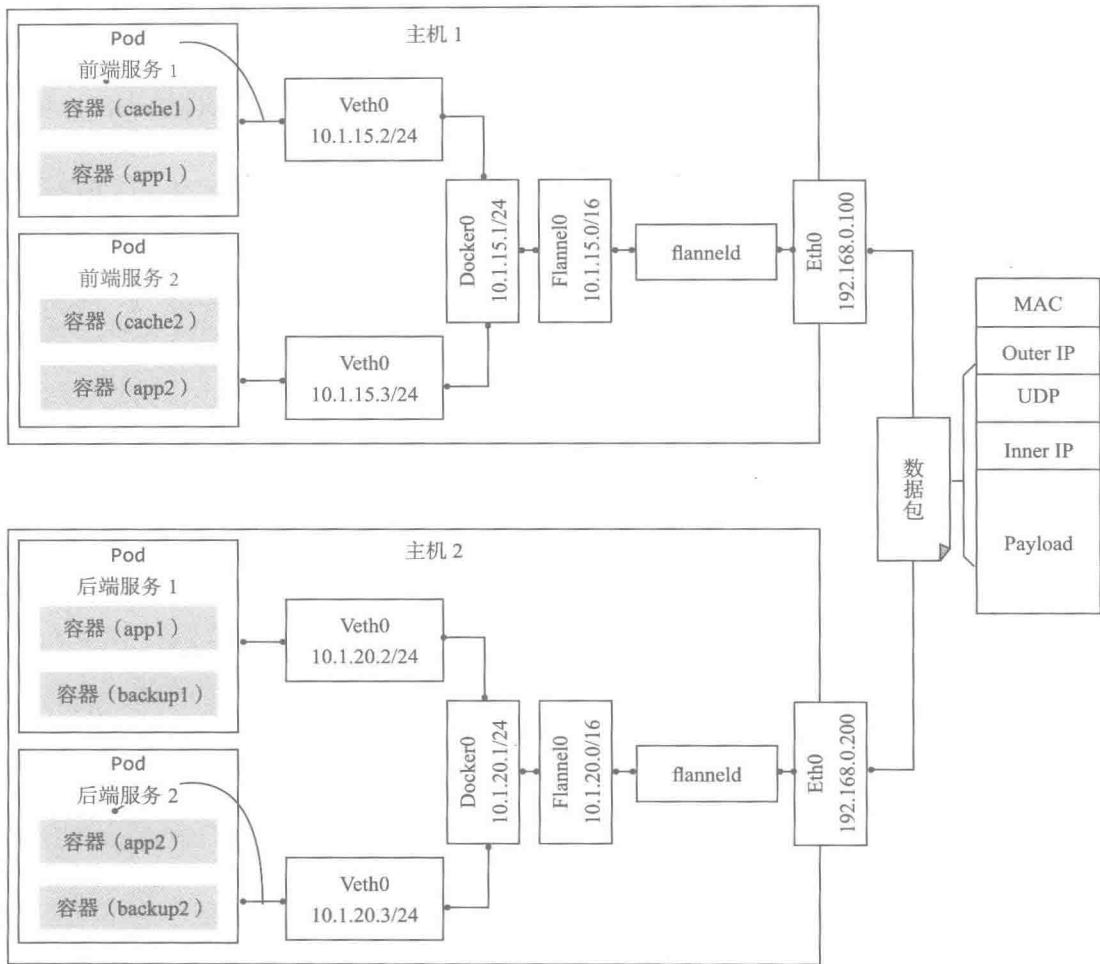 主机 1
Pod
前端服务 1
容器（cache1）
容器（app1）
Pod
前端服务 2
容器（cache2）
容器（app2）
Veth0
10.1.15.2/24
Veth0
10.1.15.3/24
Docker0
10.1.15.1/24
Flannel0
10.1.15.0/16
flanneld
Eth0
192.168.0.100
主机 2
Pod
后端服务 1
容器（app1）
容器（backup1）
Pod
后端服务 2
容器（app2）
容器（backup2）
Veth0
10.1.20.2/24
Veth0
10.1.20.3/24
Docker0
10.1.20.1/24
Flannel0
10.1.20.0/16
flanneld
Eth0
192.168.0.200
数据包
MAC
Outer IP
UDP
Inner IP
Payload